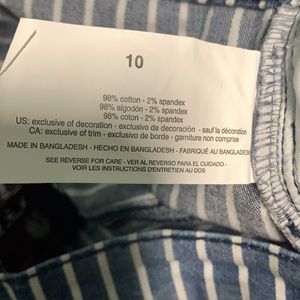 10
98% cotton - 2% spandex
98% algodón - 2% spandex
98% coton - 2% spandex
US: exclusive of decoration - exclusivo de decoración - sauf la décoration
CA: exclusive of trim - exclusivo de borde - garniture non comprise
MADE IN BANGLADESH - HECHO EN BANGLADESH - FABRIQUÉ AU BANGLADESH
SEE REVERSE FOR CARE - VER AL REVERSO PARA EL CUIDADO -
VOIR LES INSTRUCTIONS D'ENTRETIEN AU DOS